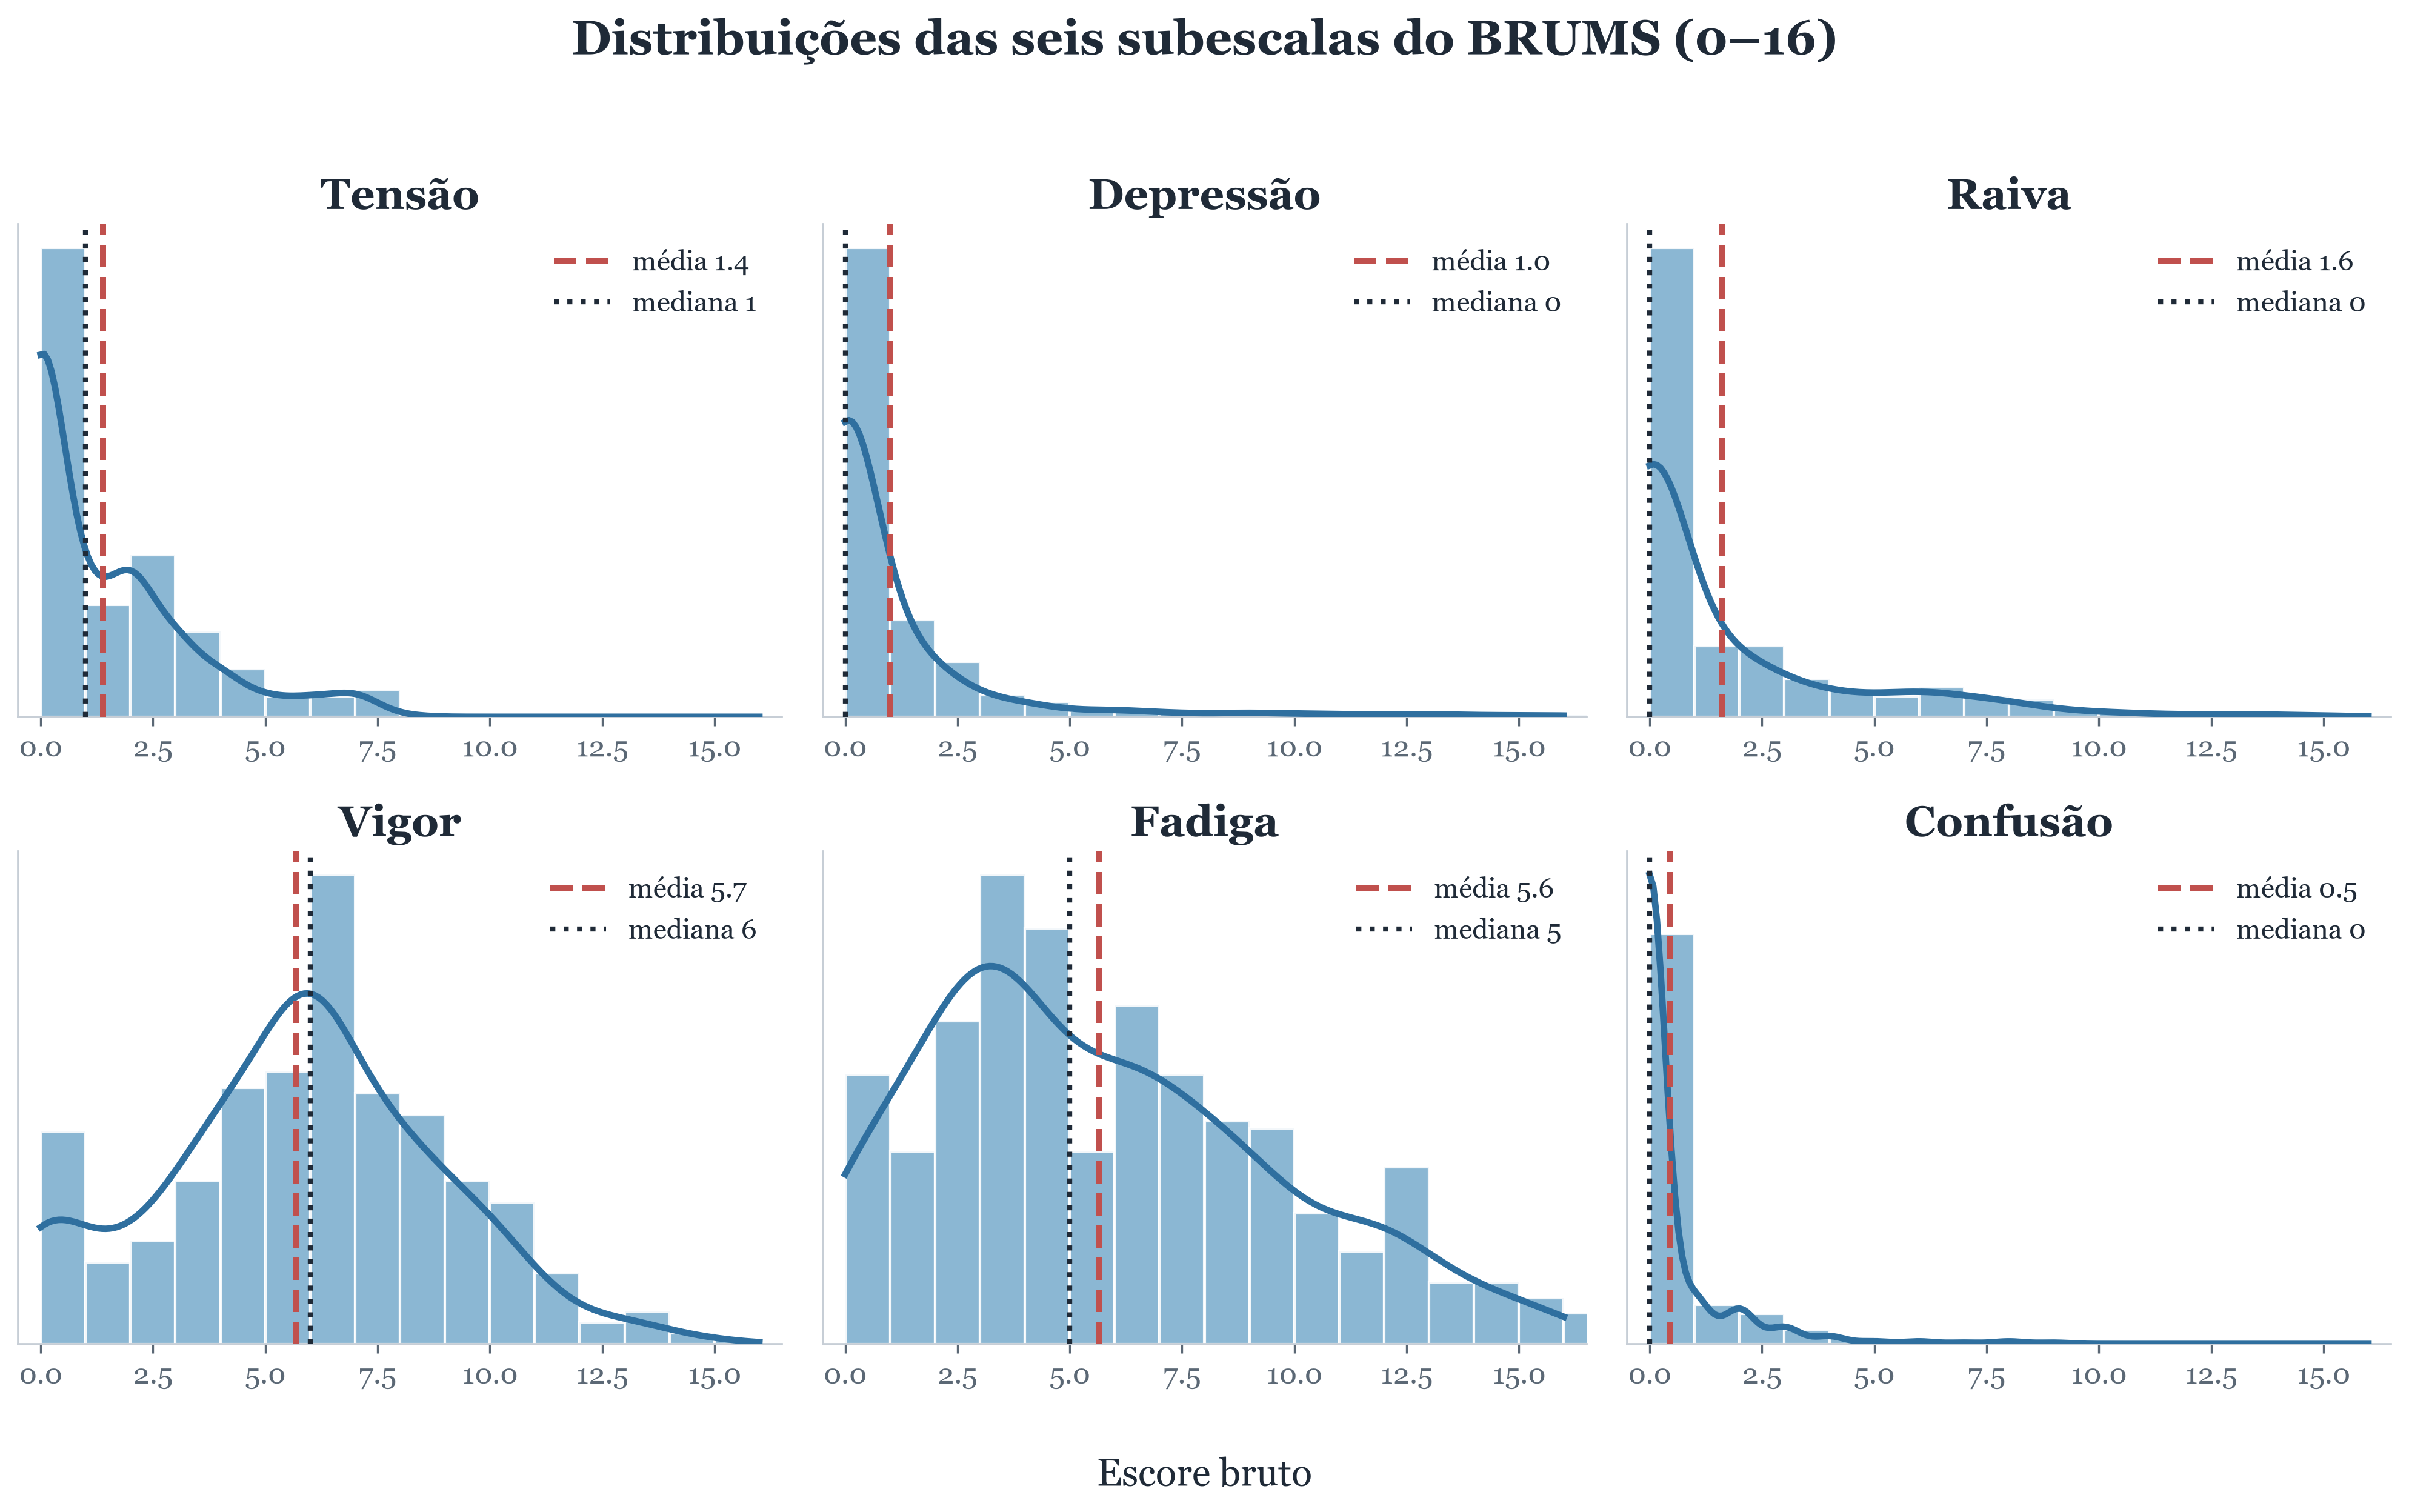 Distribuições das seis subescalas do BRUMS (0–16)
Tensão
média 1.4
mediana 1
0.0 2.5 5.0 7.5 10.0 12.5 15.0
Depressão
média 1.0
mediana 0
0.0 2.5 5.0 7.5 10.0 12.5 15.0
Raiva
média 1.6
mediana 0
0.0 2.5 5.0 7.5 10.0 12.5 15.0
Vigor
média 5.7
mediana 6
0.0 2.5 5.0 7.5 10.0 12.5 15.0
Fadiga
média 5.6
mediana 5
0.0 2.5 5.0 7.5 10.0 12.5 15.0
Confusão
média 0.5
mediana 0
0.0 2.5 5.0 7.5 10.0 12.5 15.0
Escore bruto